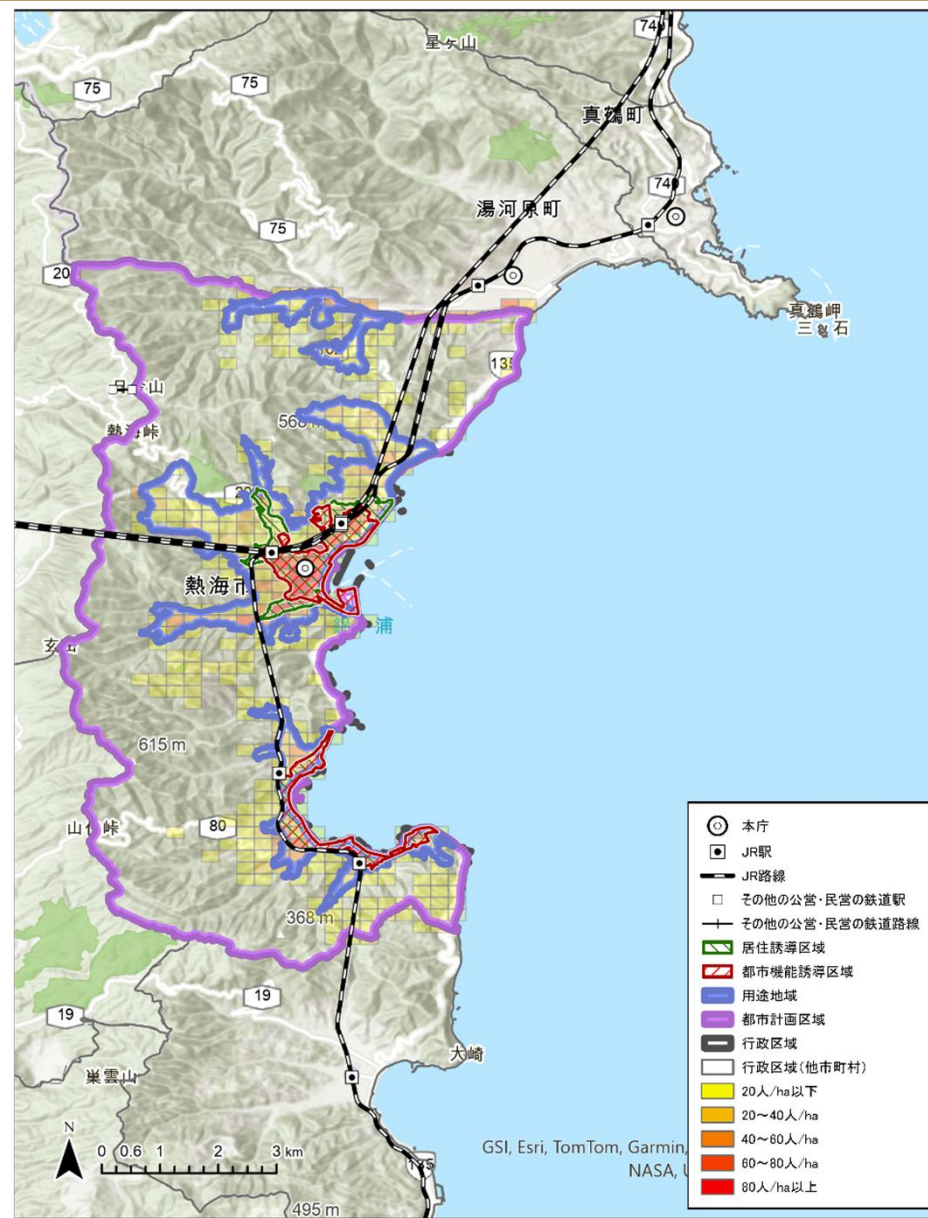 74
星ヶ山
75
75
真鶴町
74
湯河原町
75
20
真鶴岬
三ツ石
135
熱海峠
568 m
20
熱海市
玄岳
615 m
山伏峠
80
368 m
19
19
大崎
巣雲山
N
0 0.6 1 2 3 km
GSI, Esri, TomTom, Garmin,
NASA, U
135
495 m
本庁
JR駅
JR路線
その他の公営・民営の鉄道駅
その他の公営・民営の鉄道路線
居住誘導区域
都市機能誘導区域
用途地域
都市計画区域
行政区域
行政区域(他市町村)
20人/ha以下
20～40人/ha
40～60人/ha
60～80人/ha
80人/ha以上